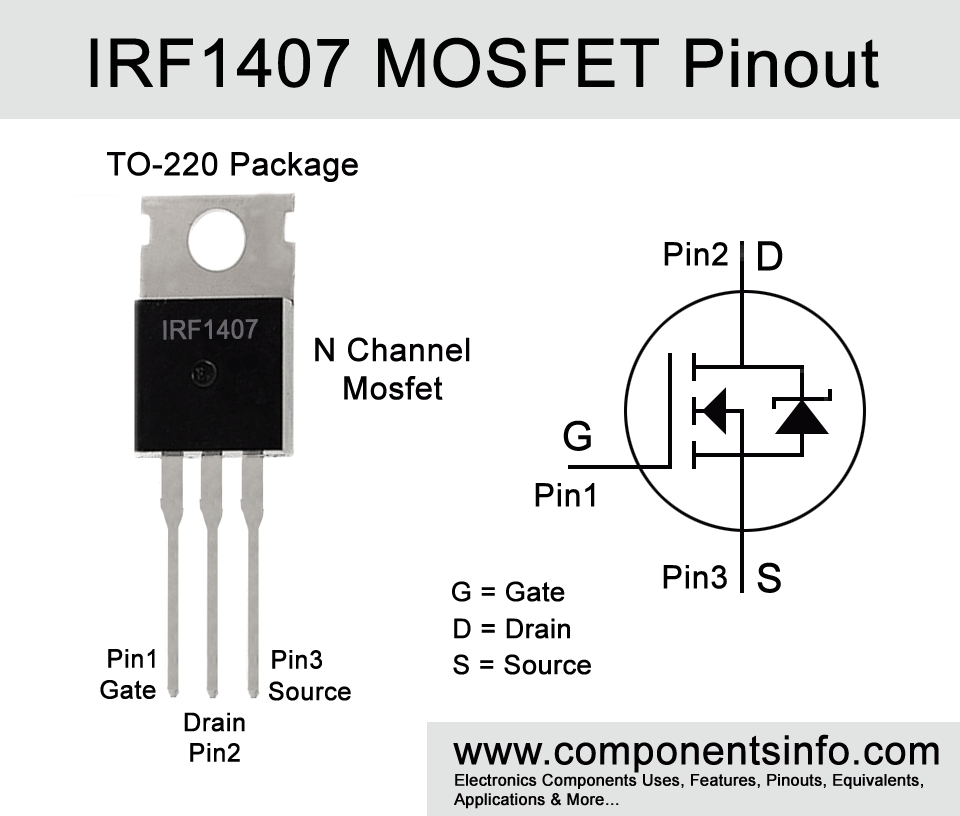 IRF1407 MOSFET Pinout
TO-220 Package
IRF1407
N Channel
Mosfet
Pin1
Gate
Drain
Pin2
Pin3
Source
Pin2 D
G
Pin1
Pin3 S
G = Gate
D = Drain
S = Source
www.componentsinfo.com
Electronics Components Uses, Features, Pinouts, Equivalents,
Applications & More...